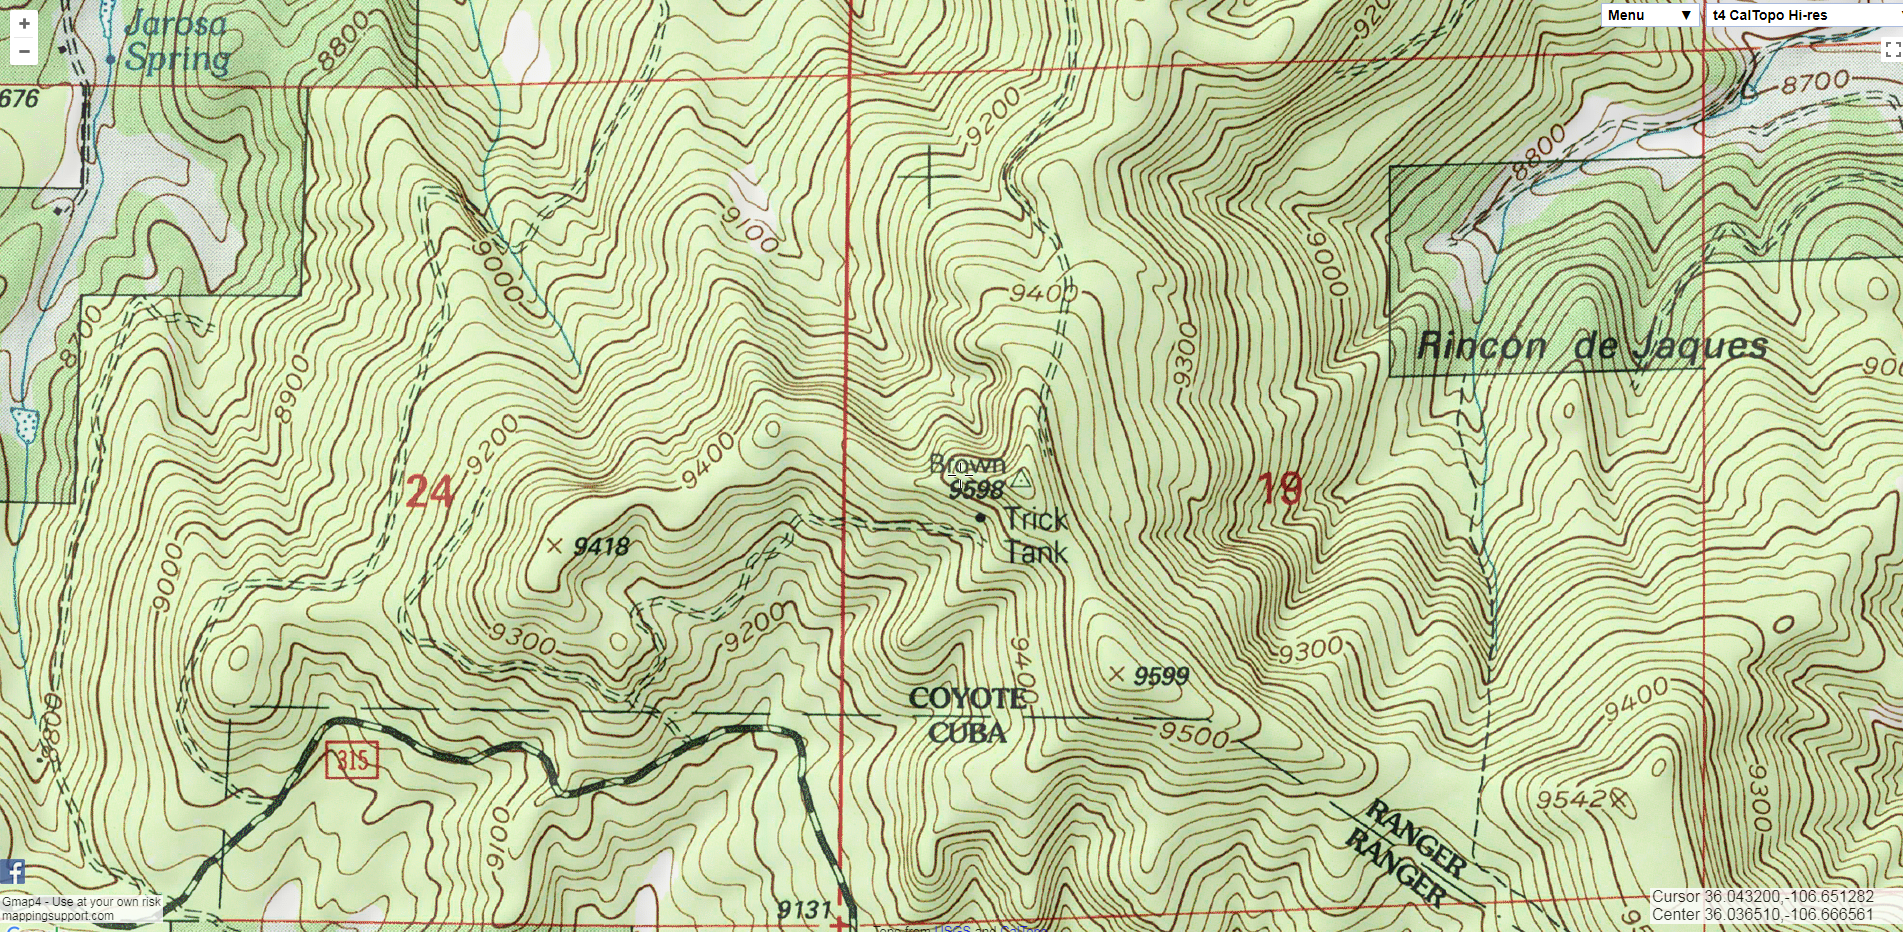 +
−
Jarosa
Spring
676
8800
9200
9200
Menu ▼
t4 CalTopo Hi-res
8700
8800
9100
9000
9000
9400
9300
8700
8900
Rincon de Jaques
9200
9400
24
Brown
9598
19
Trick
Tank
9418
9000
9300
9200
9400
9300
9599
COYOTE
CUBA
9500
9400
8800
315
9542
9300
9100
RANGER
RANGER
9131
Gmap4 - Use at your own risk
mappingsupport.com
Cursor 36.043200,-106.651282
Center 36.036510,-106.666561